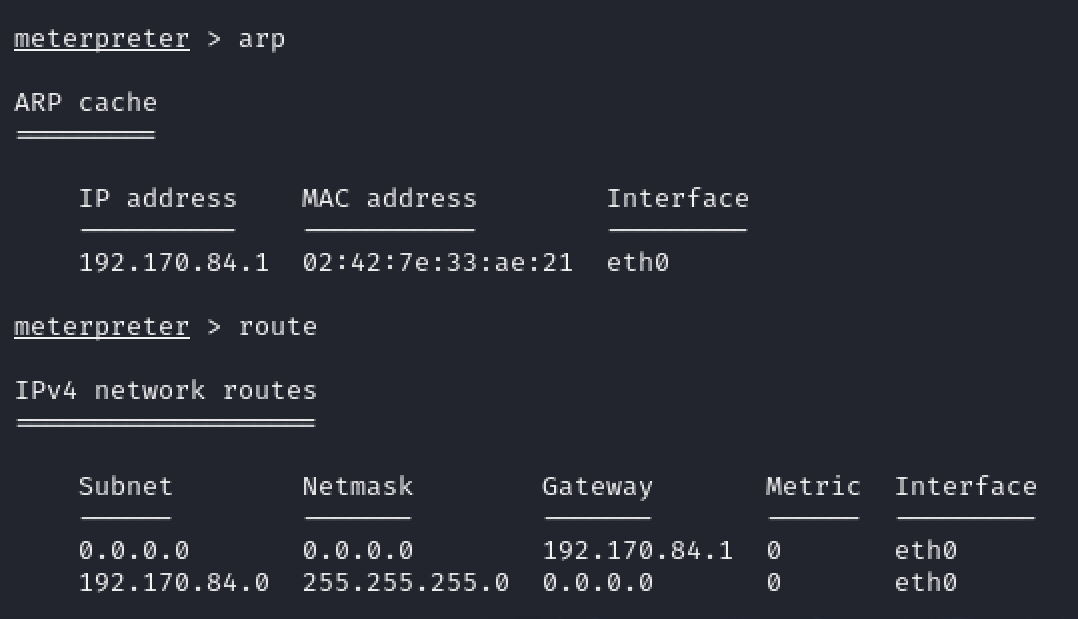 meterpreter > arp
ARP cache
IP address MAC address Interface
192.170.84.1 02:42:7e:33:ae:21 eth0
meterpreter > route
IPv4 network routes
Subnet Netmask Gateway Metric Interface
0.0.0.0 0.0.0.0 192.170.84.1 0 eth0
192.170.84.0 255.255.255.0 0.0.0.0 0 eth0